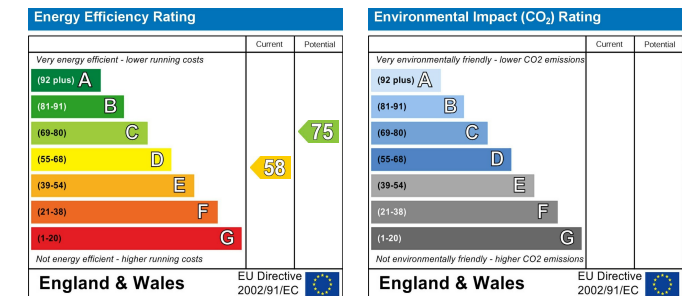 Energy Efficiency Rating
Current Potential
Very energy efficient - lower running costs
(92 plus) A
(81-91) B
(69-80) C
75
(55-68) D
58
(39-54) E
(21-38) F
(1-20) G
Not energy efficient - higher running costs
England & Wales
EU Directive
2002/91/EC
Environmental Impact (CO₂) Rating
Current Potential
Very environmentally friendly - lower CO2 emissions
(92 plus) A
(81-91) B
(69-80) C
(55-68) D
(39-54) E
(21-38) F
(1-20) G
Not environmentally friendly - higher CO2 emissions
England & Wales
EU Directive
2002/91/EC